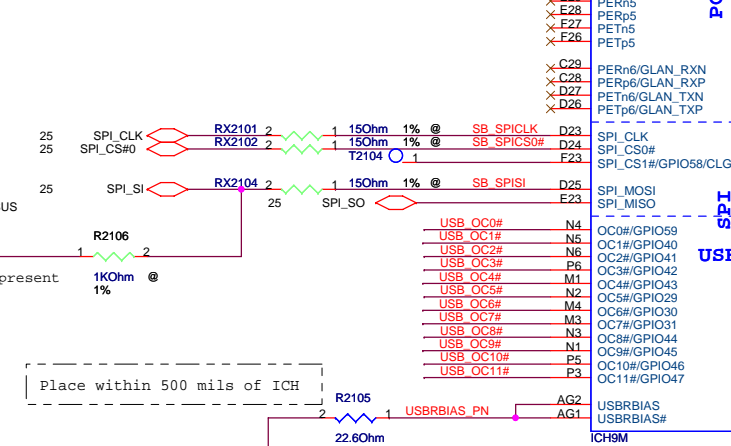 PERn5
E28 PERp5
F27 PETn5
F26 PETp5
C29 PERn6/GLAN_RXN
C28 PERp6/GLAN_RXP
D27 PETn6/GLAN_TXN
D26 PETp6/GLAN_TXP
25 SPI_CLK RX2101 2 1 15Ohm 1% @ SB_SPICLK D23 SPI_CLK
25 SPI_CS#0 RX2102 2 1 15Ohm 1% @ SB_SPICS0# D24 SPI_CS0#
T2104 1 F23 SPI_CS1#/GPIO58/CLG
25 SPI_SI RX2104 2 1 15Ohm 1% @ SB_SPISI D25 SPI_MOSI
25 SPI_SO E23 SPI_MISO
SPI
US
USB_OC0# N4 OC0#/GPIO59
USB_OC1# N5 OC1#/GPIO40
USB_OC2# N6 OC2#/GPIO41
USB_OC3# P6 OC3#/GPIO42
USB_OC4# M1 OC4#/GPIO43
USB_OC5# N2 OC5#/GPIO29
USB_OC6# M4 OC6#/GPIO30
USB_OC7# M3 OC7#/GPIO31
USB_OC8# N3 OC8#/GPIO44
USB_OC9# N1 OC9#/GPIO45
USB_OC10# P5 OC10#/GPIO46
USB_OC11# P3 OC11#/GPIO47
USB
R2106
1 2
1KOhm @
1%
present
Place within 500 mils of ICH
R2105
2 1 USBRBIAS_PN
22.6Ohm
AG2 USBRBIAS
AG1 USBRBIAS#
ICH9M